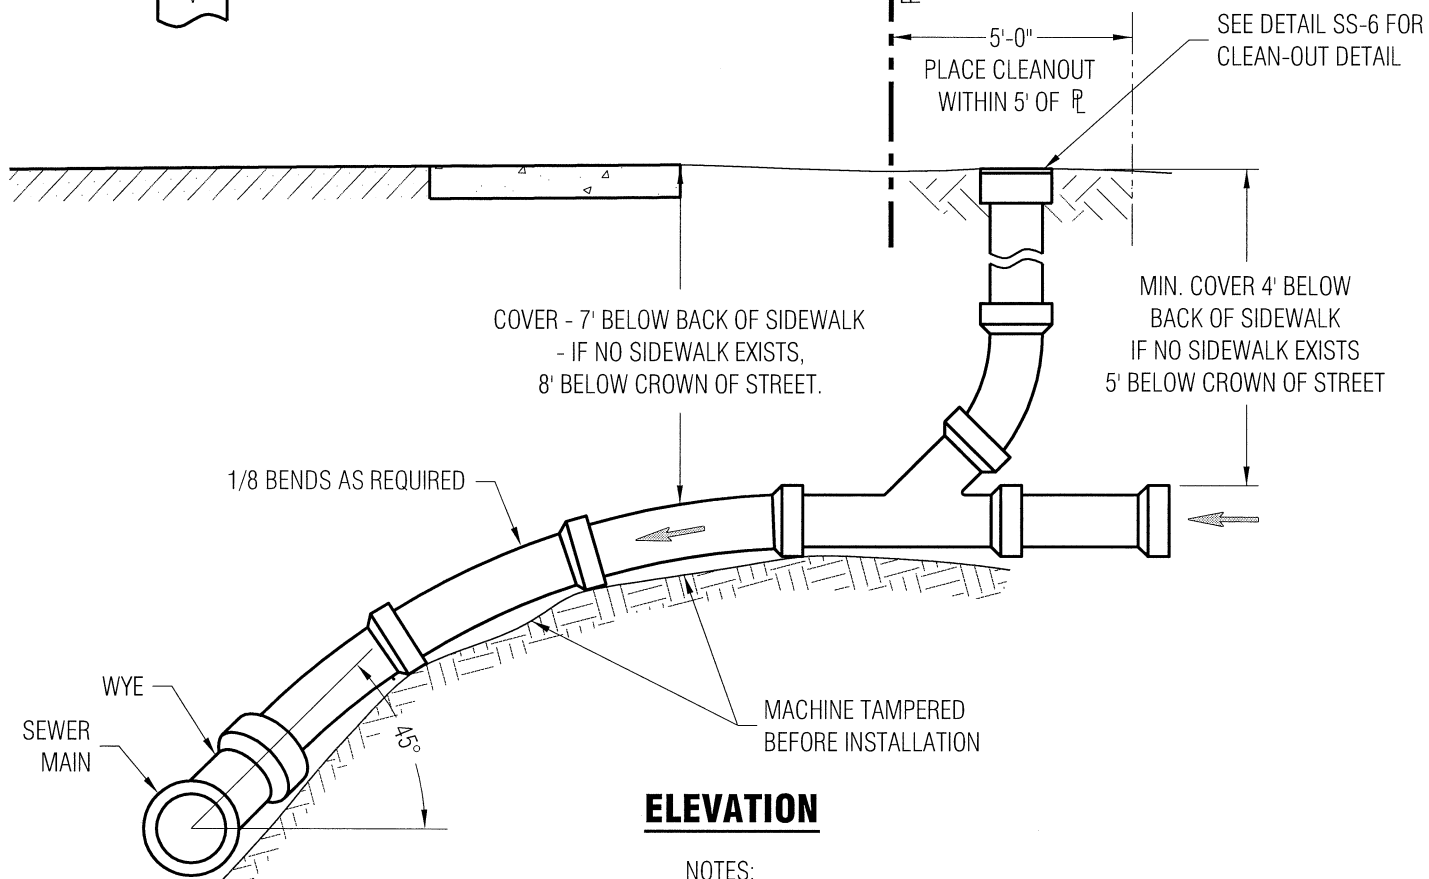 5'-0"
PLACE CLEANOUT
WITHIN 5' OF PL
SEE DETAIL SS-6 FOR
CLEAN-OUT DETAIL
COVER - 7' BELOW BACK OF SIDEWALK
- IF NO SIDEWALK EXISTS,
8' BELOW CROWN OF STREET.
MIN. COVER 4' BELOW
BACK OF SIDEWALK
IF NO SIDEWALK EXISTS
5' BELOW CROWN OF STREET
1/8 BENDS AS REQUIRED
WYE
SEWER
MAIN
45°
MACHINE TAMPERED
BEFORE INSTALLATION
ELEVATION
NOTES: